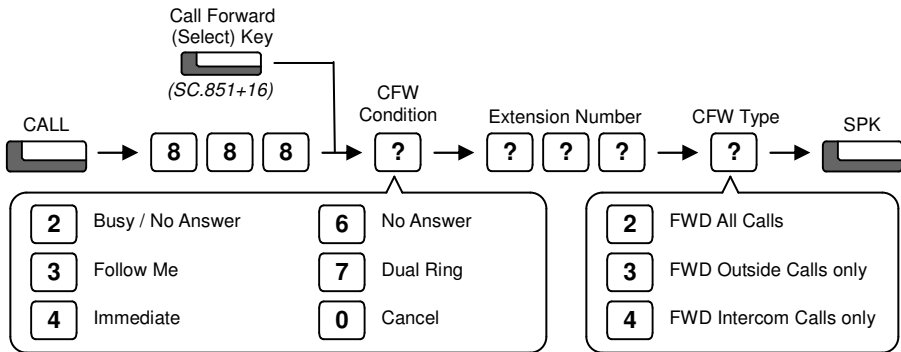 Call Forward
(Select) Key
(SC.851+16)
CALL
8 8 8
CFW
Condition
?
Extension Number
? ? ?
CFW Type
?
SPK
2 Busy / No Answer
3 Follow Me
4 Immediate
6 No Answer
7 Dual Ring
0 Cancel
2 FWD All Calls
3 FWD Outside Calls only
4 FWD Intercom Calls only